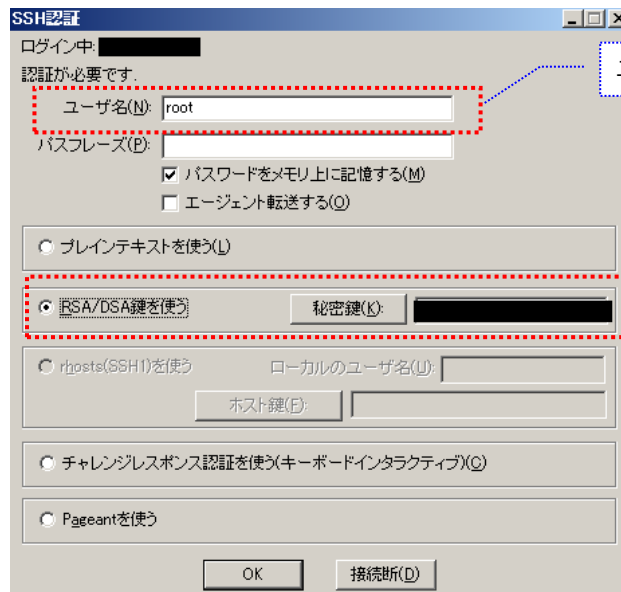 SSH認証
ログイン中:
認証が必要です.
ユーザ名(N): root
パスフレーズ(P):
パスワードをメモリ上に記憶する(M)
エージェント転送する(O)
プレインテキストを使う(L)
RSA/DSA鍵を使う 秘密鍵(K):
rhosts(SSH1)を使う ローカルのユーザ名(U):
ホスト鍵(F):
チャレンジレスポンス認証を使う(キーボードインタラクティブ)(C)
Pageantを使う
OK 接続断(D)